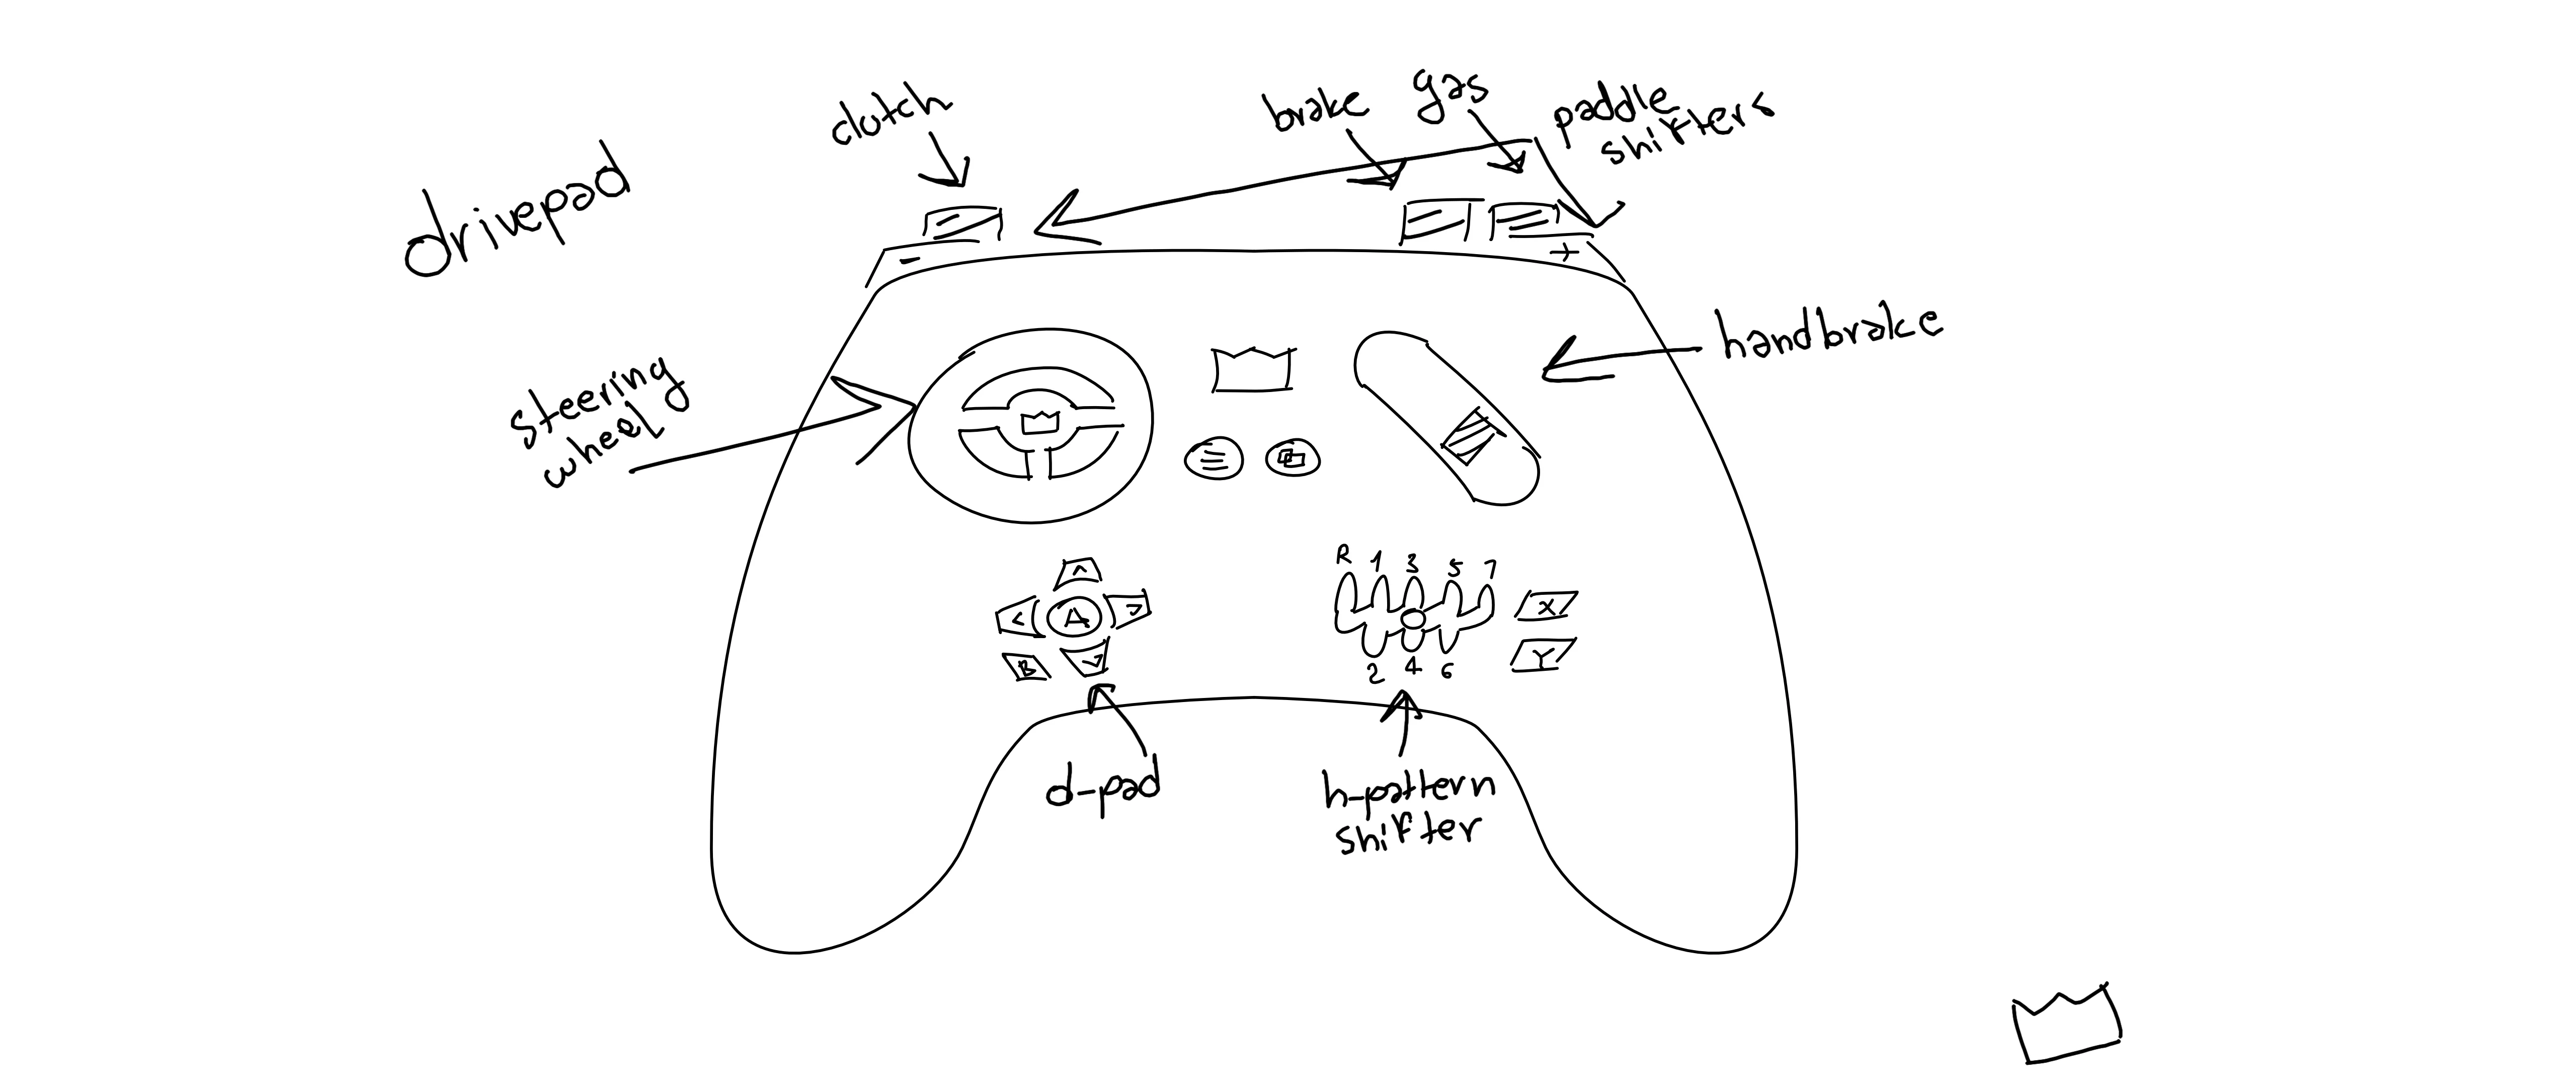 drivepad
clutch
brake
gas
paddle
shifters
-
+
steering
wheel
handbrake
^
<
A
>
B
v
R 1 3 5 7
2 4 6
X
Y
d-pad
h-pattern
shifter